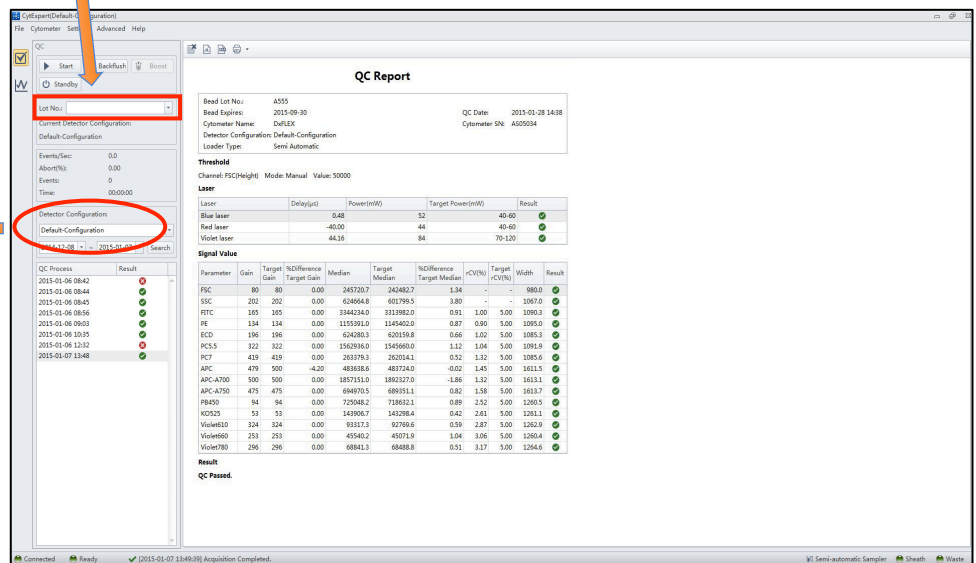 CytExpert(Default-Configuration)
File Cytometer Setti Advanced Help
QC
Start Backflush Boost
Standby
Lot No.:
Current Detector Configuration:
Default-Configuration
Events/Sec: 0.0
Abort(%): 0.00
Events: 0
Time: 00:00:00
Detector Configuration:
Default-Configuration
2014-12-08 ~ 2015-01-07 Search
QC Process Result
2015-01-06 08:42
2015-01-06 08:44
2015-01-06 08:45
2015-01-06 08:56
2015-01-06 09:03
2015-01-06 10:35
2015-01-06 12:32
2015-01-07 13:48
QC Report
Bead Lot No.: A555
Bead Expires: 2015-09-30 QC Date: 2015-01-28 14:38
Cytometer Name: DxFLEX Cytometer SN: AS05034
Detector Configuration: Default-Configuration
Loader Type: Semi Automatic
Threshold
Channel: FSC(Height) Mode: Manual Value: 50000
Laser
Laser Delay(µs) Power(mW) Target Power(mW) Result
Blue laser 0.48 52 40-60
Red laser -40.00 44 40-60
Violet laser 44.16 84 70-120
Signal Value
Parameter Gain Target Gain %Difference Target Gain Median Target Median %Difference Target Median rCV(%) Target rCV(%) Width Result
FSC 80 80 0.00 245720.7 242482.7 1.34 - - 980.0
SSC 202 202 0.00 624664.8 601799.5 3.80 - - 1067.0
FITC 165 165 0.00 3344234.0 3313982.0 0.91 1.00 5.00 1090.3
PE 134 134 0.00 1155391.0 1145402.0 0.87 0.90 5.00 1095.0
ECD 196 196 0.00 624280.3 620159.8 0.66 1.02 5.00 1085.3
PC5.5 322 322 0.00 1562936.0 1545660.0 1.12 1.04 5.00 1091.9
PC7 419 419 0.00 263379.3 262014.1 0.52 1.32 5.00 1085.6
APC 479 500 -4.20 483638.6 483724.0 -0.02 1.45 5.00 1611.5
APC-A700 500 500 0.00 1857151.0 1892327.0 -1.86 1.32 5.00 1613.1
APC-A750 475 475 0.00 694970.5 689351.1 0.82 1.58 5.00 1613.7
PB450 94 94 0.00 725048.2 718632.1 0.89 2.52 5.00 1260.5
KO525 53 53 0.00 143906.7 143298.4 0.42 2.61 5.00 1261.1
Violet610 324 324 0.00 93317.3 92769.6 0.59 2.87 5.00 1262.9
Violet660 253 253 0.00 45540.2 45071.9 1.04 3.06 5.00 1260.4
Violet780 296 296 0.00 68841.3 68488.8 0.51 3.17 5.00 1264.6
Result
QC Passed.
Connected Ready [2015-01-07 13:49:39] Acquisition Completed. Semi-automatic Sampler Sheath Waste